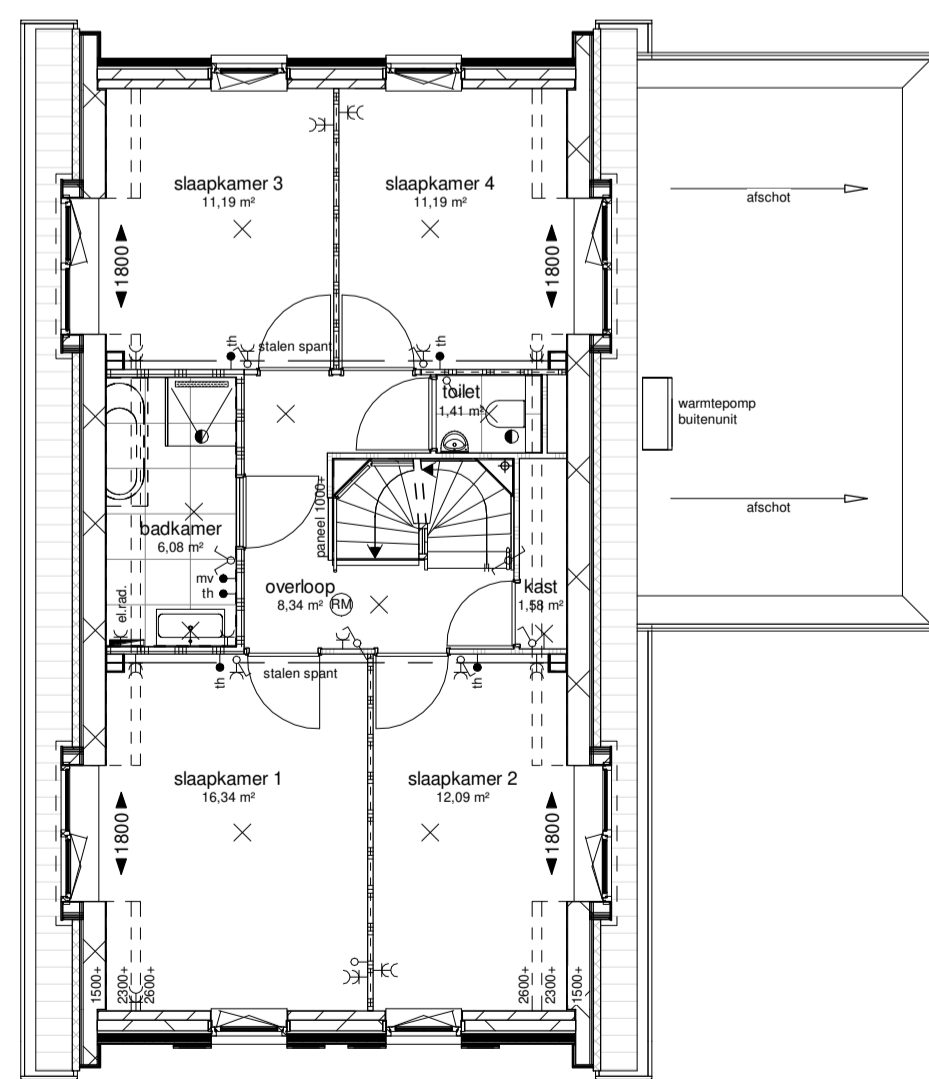 slaapkamer 3
11,19 m²
slaapkamer 4
11,19 m²
afschot
1800
1800
th
stalen spant
th
toilet
1,41 m²
warmtepomp
buitenunit
paneel 1000+
afschot
badkamer
6,08 m²
mv
th
el.rad.
overloop
8,34 m²
RM
kast
1,58 m²
th
stalen spant
th
slaapkamer 1
16,34 m²
slaapkamer 2
12,09 m²
1800
1800
1500+
2300+
2600+
2600+
2300+
1500+